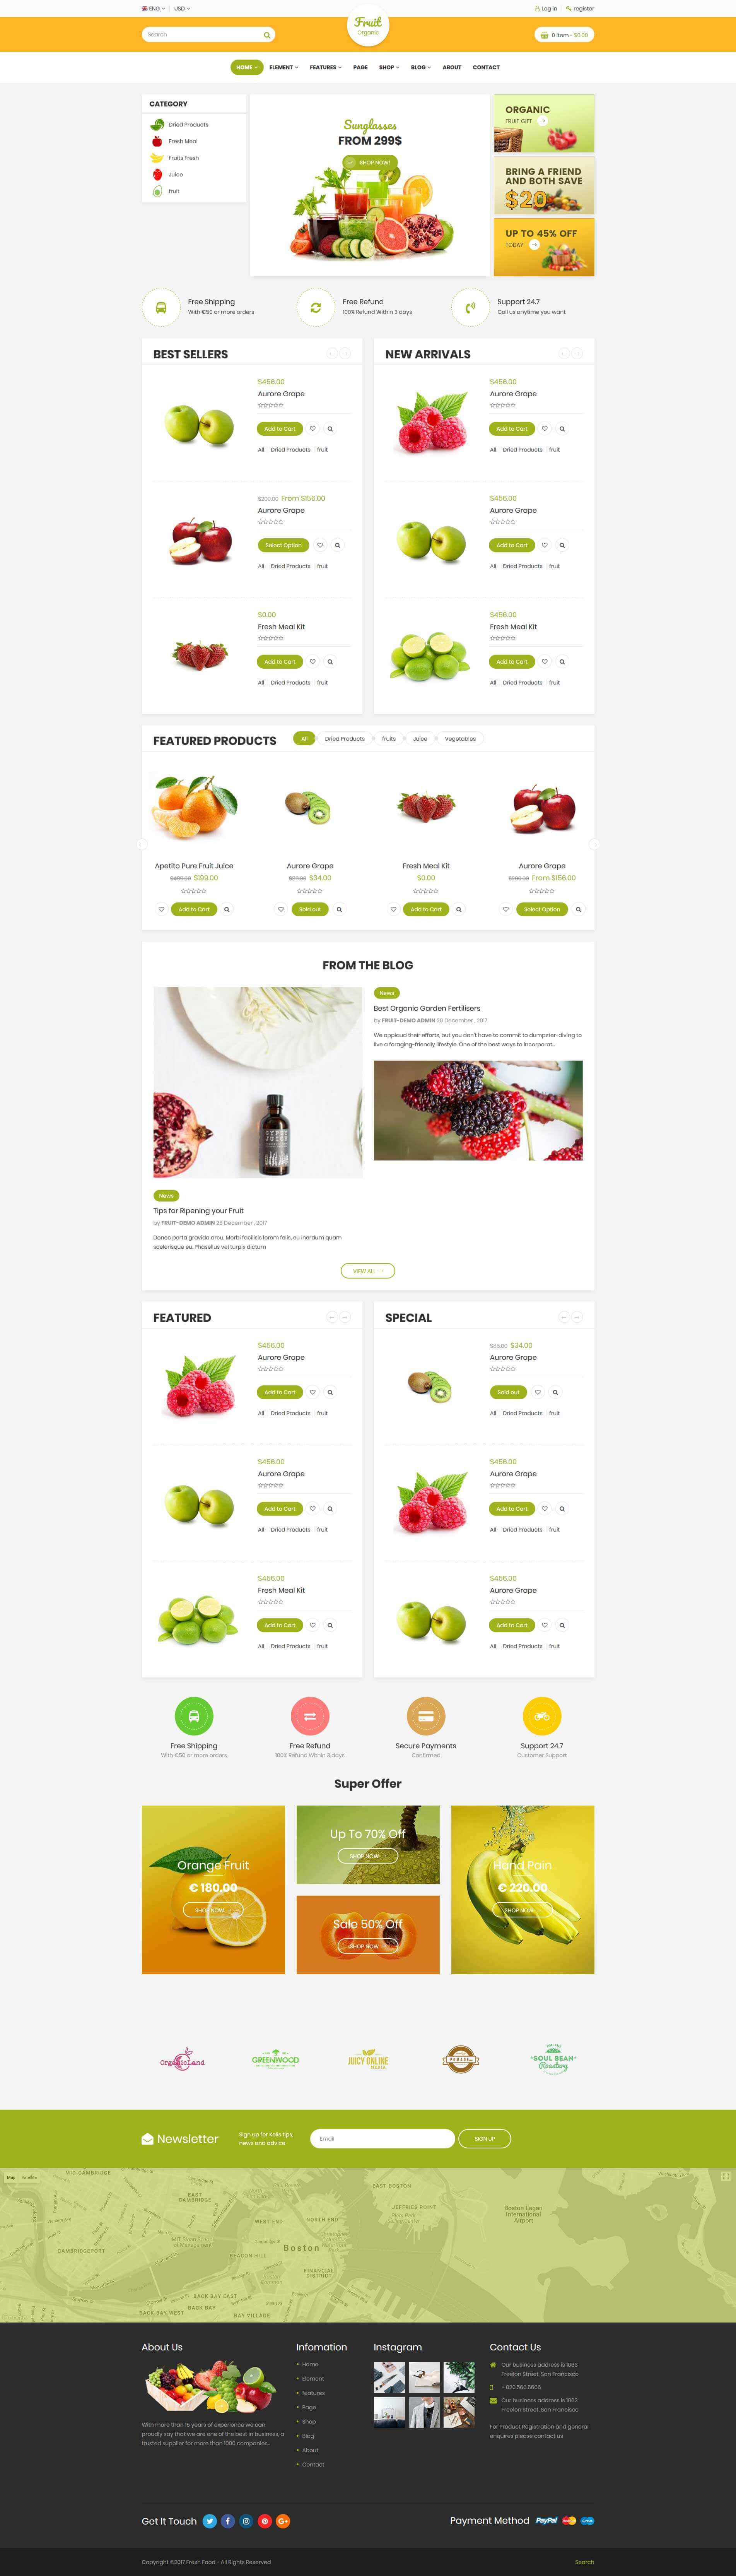 ENG USD Log in register
Search
Fruit
Organic
0 item - $0.00
HOME ELEMENT FEATURES PAGE SHOP BLOG ABOUT CONTACT
CATEGORY
Dried Products
Fresh Meal
Fruits Fresh
Juice
fruit
Sunglasses
FROM 299$
SHOP NOW!
ORGANIC
FRUIT GIFT
BRING A FRIEND
AND BOTH SAVE
$20
UP TO 45% OFF
TODAY
Free Shipping
With €50 or more orders
Free Refund
100% Refund Within 3 days
Support 24.7
Call us anytime you want
BEST SELLERS
$456.00
Aurore Grape
Add to Cart
All Dried Products fruit
$200.00 From $156.00
Aurore Grape
Select Option
All Dried Products fruit
$0.00
Fresh Meal Kit
Add to Cart
All Dried Products fruit
NEW ARRIVALS
$456.00
Aurore Grape
Add to Cart
All Dried Products fruit
$456.00
Aurore Grape
Add to Cart
All Dried Products fruit
$456.00
Fresh Meal Kit
Add to Cart
All Dried Products fruit
FEATURED PRODUCTS
All Dried Products fruits Juice Vegetables
Apetito Pure Fruit Juice
$199.00
Add to Cart
Aurore Grape
$34.00
Sold out
Fresh Meal Kit
$0.00
Add to Cart
Aurore Grape
$200.00 From $156.00
Select Option
FROM THE BLOG
GYPSY
JUICE
News
Tips for Ripening your Fruit
by FRUIT-DEMO ADMIN 20 December , 2017
Donec porta gravida arcu. Morbi facilisis lorem felis, eu inerdum quam
scelerisque eu. Phasellus vel turpis dictum
News
Best Organic Garden Fertilisers
by FRUIT-DEMO ADMIN 20 December , 2017
We applaud their efforts, but you don't have to commit to dumpster-diving to
live a foraging-friendly lifestyle. One of the best ways to incorporat...
VIEW ALL
FEATURED
$456.00
Aurore Grape
Add to Cart
All Dried Products fruit
$456.00
Aurore Grape
Add to Cart
All Dried Products fruit
$456.00
Fresh Meal Kit
Add to Cart
All Dried Products fruit
SPECIAL
$34.00
Aurore Grape
Sold out
All Dried Products fruit
$456.00
Aurore Grape
Add to Cart
All Dried Products fruit
$456.00
Aurore Grape
Add to Cart
All Dried Products fruit
Free Shipping
With €50 or more orders
Free Refund
100% Refund Within 3 days
Secure Payments
Confirmed
Support 24.7
Customer Support
Super Offer
Orange Fruit
€ 180.00
SHOP NOW
Up To 70% Off
SHOP NOW
Sale 50% Off
SHOP NOW
Hand Pain
€ 220.00
SHOP NOW
OrganicLand
GREENWOOD
JUICY ONLINE
MEDIA
"SOUL BEAN"
Roastery
Newsletter
Sign up for Kelis tips,
news and advice
Email
SIGN UP
Map Satellite
MID-CAMBRIDGE
EAST
CAMBRIDGE
EAST BOSTON
JEFFRIES POINT
Boston Logan
International
Airport
WEST END
NORTH END
Boston
CAMBRIDGEPORT
BEACON HILL
FINANCIAL
DISTRICT
BACK BAY EAST
BACK BAY
BACK BAY WEST
BAY VILLAGE
About Us
With more than 15 years of experience we can
proudly say that we are one of the best in business, a
trusted supplier for more than 1000 companies...
Infomation
Home
Element
features
Page
Shop
Blog
About
Contact
Instagram
Contact Us
Our business address is 1063
Freelon Street, San Francisco
+ 020.566.6666
Our business address is 1063
Freelon Street, San Francisco
For Product Registration and general
enquires please contact us
Get It Touch
Payment Method PayPal
Copyright ©2017 Fresh Food - All Rights Reserved
Search